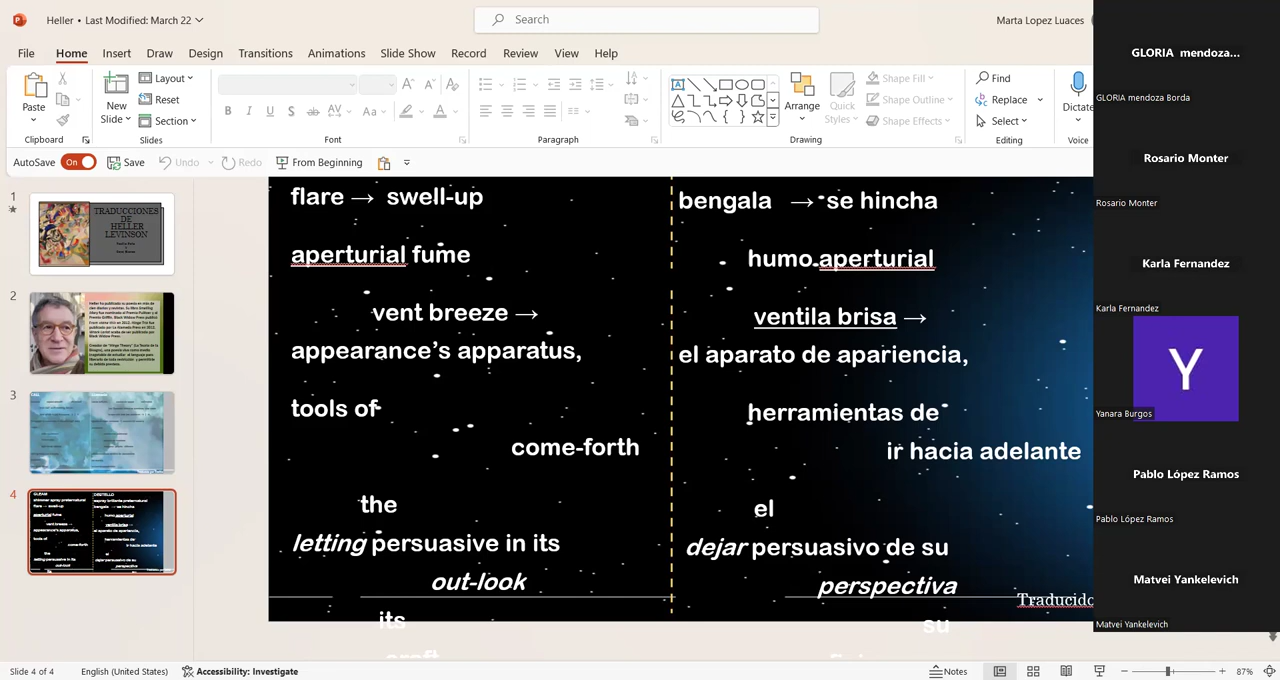 Heller • Last Modified: March 22
Search
Marta Lopez Luaces
File Home Insert Draw Design Transitions Animations Slide Show Record Review View Help
Paste
Clipboard
New Slide
Layout
Reset
Section
Slides
Font
Paragraph
Arrange
Quick Styles
Shape Fill
Shape Outline
Shape Effects
Drawing
Find
Replace
Select
Editing
Dictate
Voice
AutoSave On Save Undo Redo From Beginning
1
TRADUCCIONES
DE
HELLER
LEVINSON
2
3
4
GLEAM
DESTELLO
flare → swell-up
aperturial fume
vent breeze →
appearance's apparatus,
tools of
come-forth
the
letting persuasive in its
out-look
its
bengala → se hincha
humo aperturial
ventila brisa →
el aparato de apariencia,
herramientas de
ir hacia adelante
el
dejar persuasivo de su
perspectiva
su
Traducido
GLORIA mendoza...
GLORIA mendoza Borda
Rosario Monter
Rosario Monter
Karla Fernandez
Karla Fernandez
Y
Yanara Burgos
Pablo López Ramos
Pablo López Ramos
Matvei Yankelevich
Matvei Yankelevich
Slide 4 of 4 English (United States) Accessibility: Investigate Notes 87%